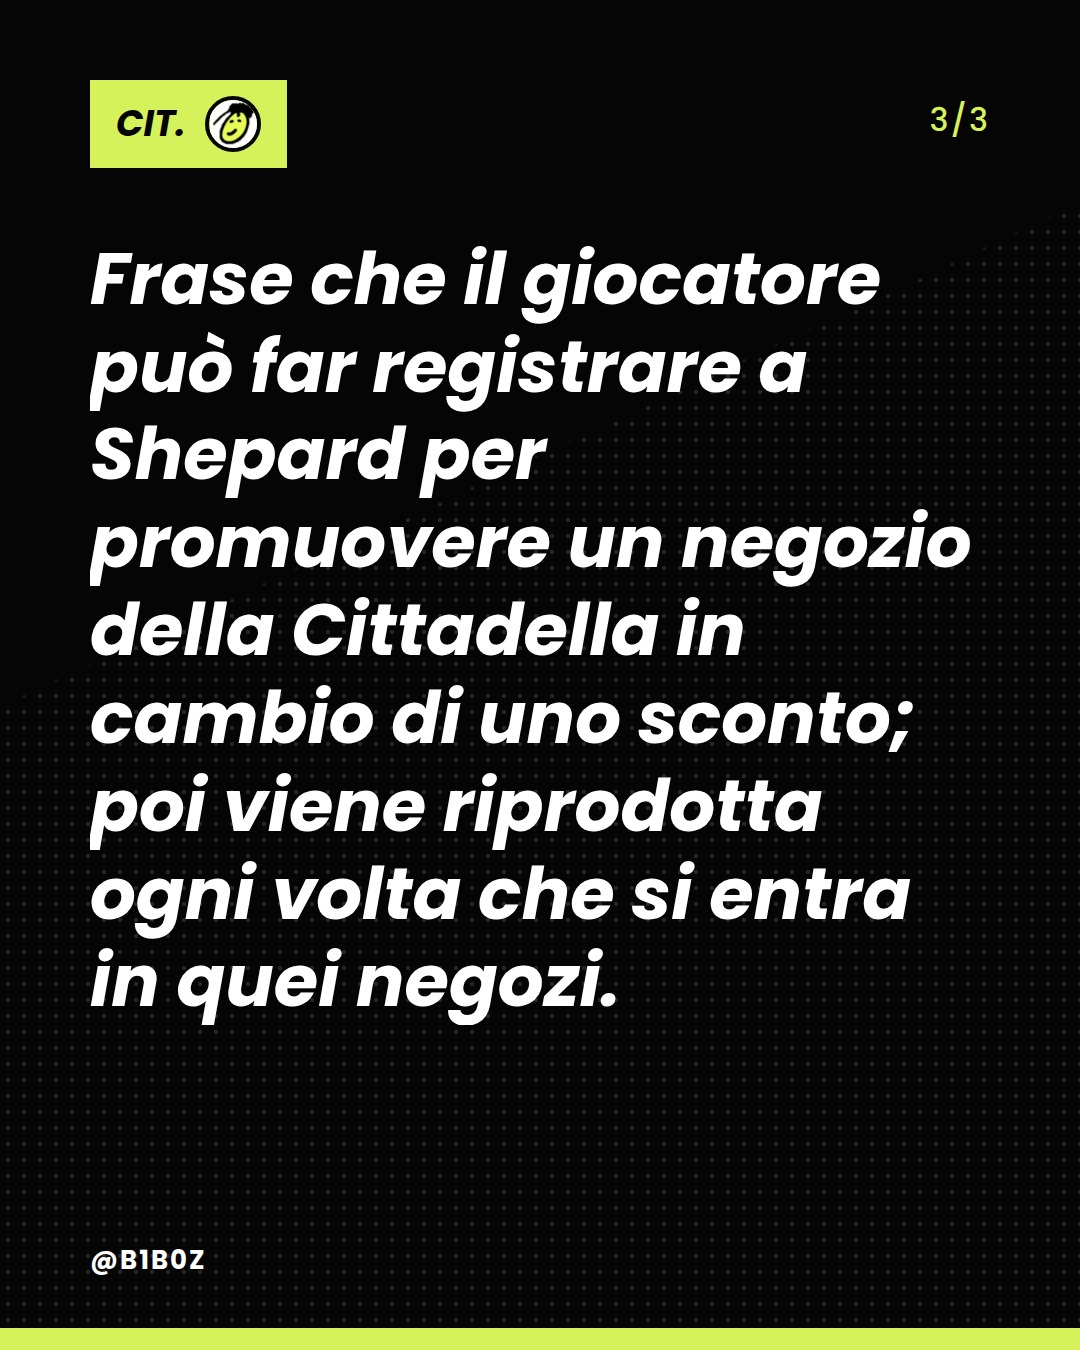 CIT.
3/3
Frase che il giocatore
può far registrare a
Shepard per
promuovere un negozio
della Cittadella in
cambio di uno sconto;
poi viene riprodotta
ogni volta che si entra
in quei negozi.
@B1B0Z